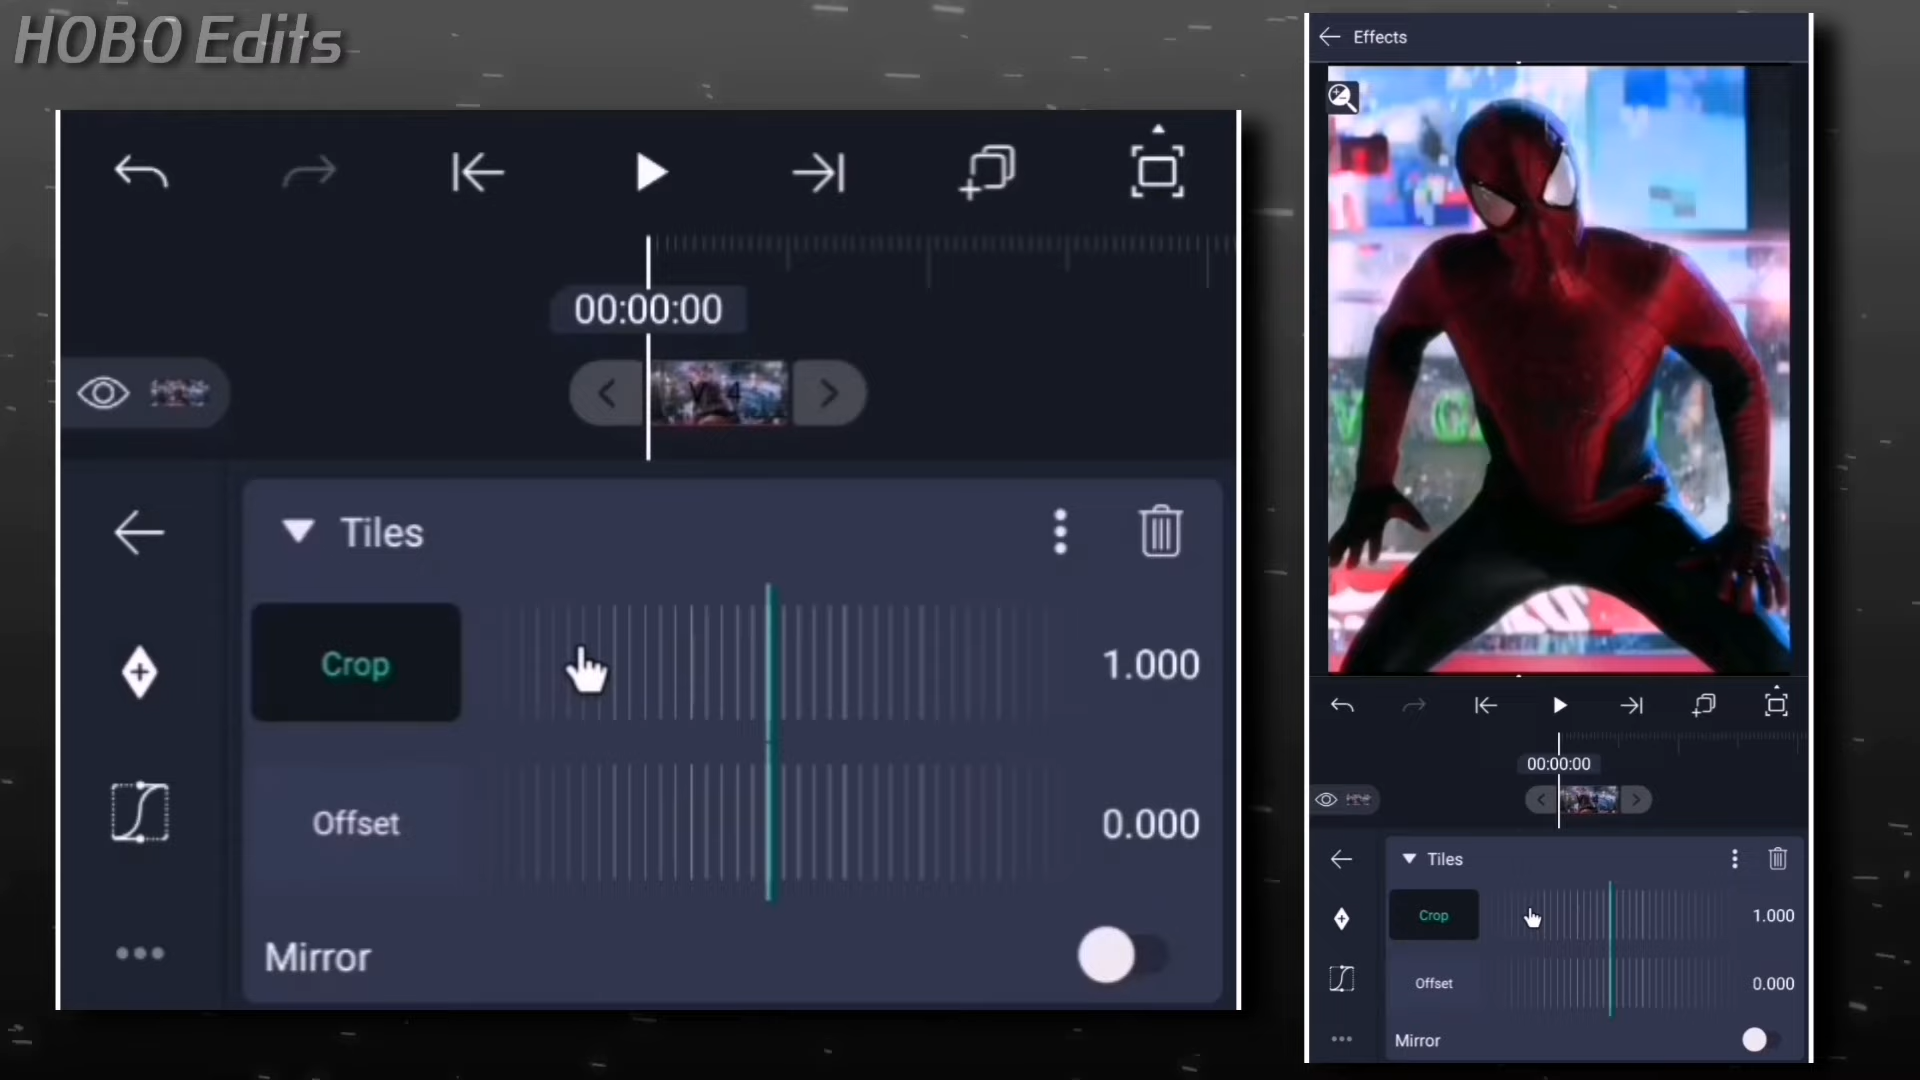 HOBO Edits
00:00:00
Tiles
Crop
1.000
Offset
0.000
Mirror
Effects
00:00:00
Tiles
Crop
1.000
Offset
0.000
Mirror